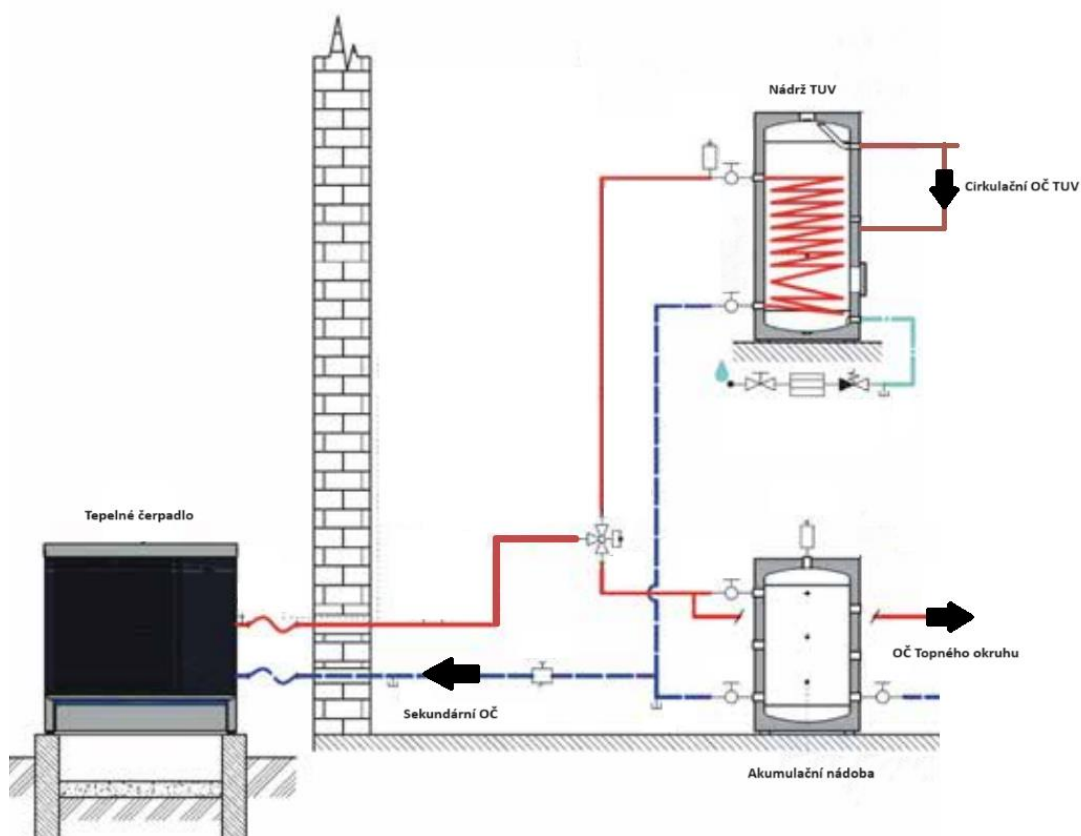 Nádrž TUV
Cirkulační OČ TUV
Tepelné čerpadlo
OČ Topného okruhu
Sekundární OČ
Akumulační nádoba